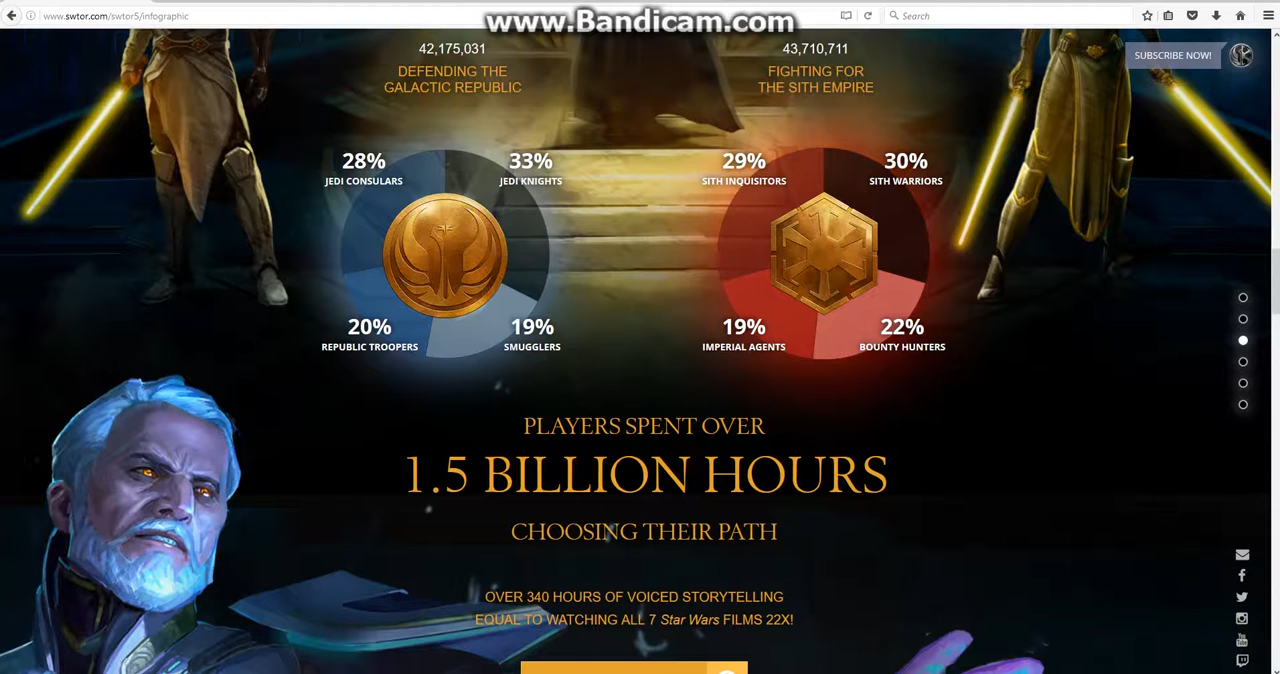 www.swtor.com/swtor5/infographic
www.Bandicam.com
Search
SUBSCRIBE NOW!
42,175,031
DEFENDING THE
GALACTIC REPUBLIC
43,710,711
FIGHTING FOR
THE SITH EMPIRE
28%
JEDI CONSULARS
33%
JEDI KNIGHTS
20%
REPUBLIC TROOPERS
19%
SMUGGLERS
29%
SITH INQUISITORS
30%
SITH WARRIORS
19%
IMPERIAL AGENTS
22%
BOUNTY HUNTERS
PLAYERS SPENT OVER
1.5 BILLION HOURS
CHOOSING THEIR PATH
OVER 340 HOURS OF VOICED STORYTELLING
EQUAL TO WATCHING ALL 7 Star Wars FILMS 22X!